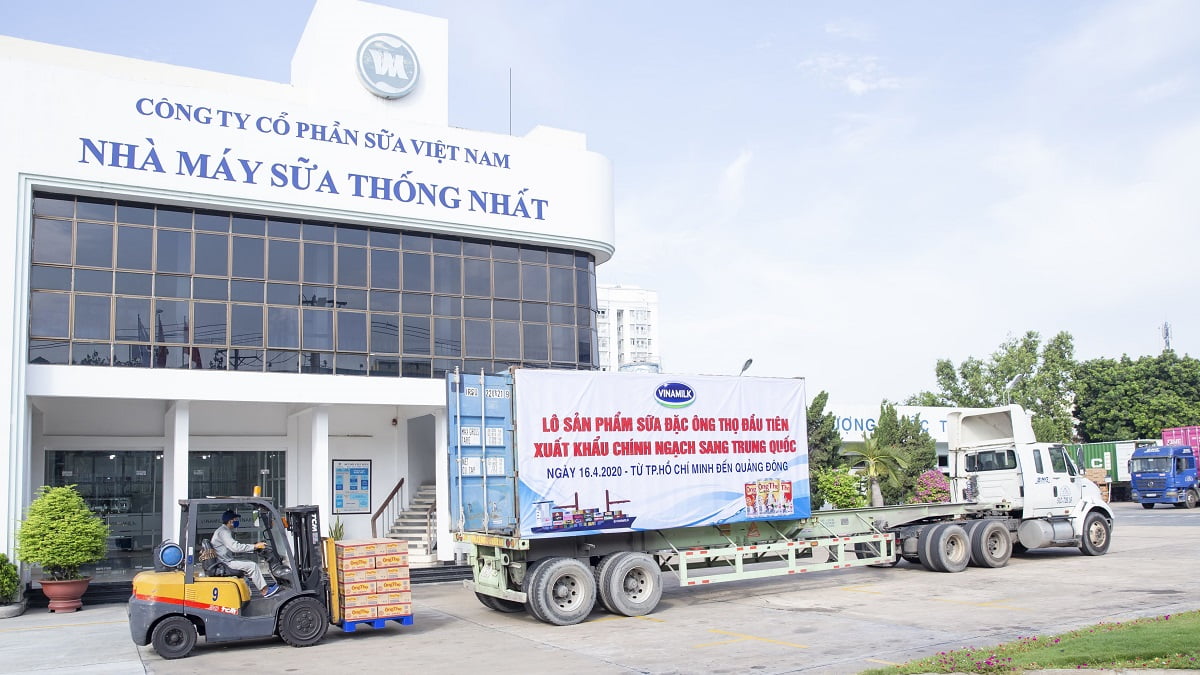 VM
CÔNG TY CỔ PHẦN SỮA VIỆT NAM
NHÀ MÁY SỮA THỐNG NHẤT
VINAMILK
LÔ SẢN PHẨM SỮA ĐẶC ÔNG THỌ ĐẦU TIÊN
XUẤT KHẨU CHÍNH NGẠCH SANG TRUNG QUỐC
NGÀY 16.4.2020 - TỪ TP.HỒ CHÍ MINH ĐẾN QUẢNG ĐÔNG
9